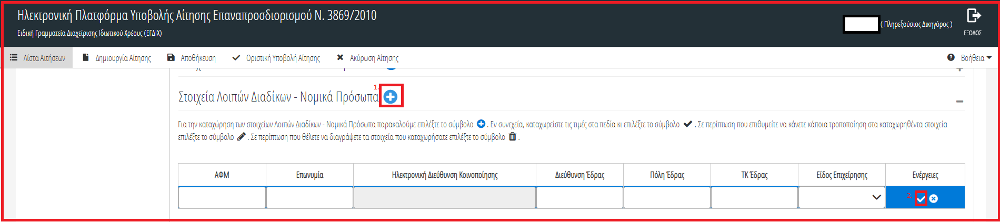 Ηλεκτρονική Πλατφόρμα Υποβολής Αίτησης Επαναπροσδιορισμού Ν. 3869/2010
Ειδική Γραμματεία Διαχείρισης Ιδιωτικού Χρέους (ΕΓΔΙΧ)
( Πληρεξούσιος Δικηγόρος )
ΕΞΟΔΟΣ
Λίστα Αιτήσεων Δημιουργία Αίτησης Αποθήκευση Οριστική Υποβολή Αίτησης Ακύρωση Αίτησης Βοήθεια
1.
Στοιχεία Λοιπών Διαδίκων - Νομικά Πρόσωπα
Για την καταχώρηση των στοιχείων Λοιπών Διαδίκων - Νομικά Πρόσωπα παρακαλούμε επιλέξτε το σύμβολο . Εν συνεχεία, καταχωρείστε τις τιμές στα πεδία κι επιλέξτε το σύμβολο . Σε περίπτωση που επιθυμείτε να κάνετε κάποια τροποποίηση στα καταχωρηθέντα στοιχεία
επιλέξτε το σύμβολο . Σε περίπτωση που θέλετε να διαγράψετε τα στοιχεία που καταχωρήσατε επιλέξτε το σύμβολο .
ΑΦΜ Επωνυμία Ηλεκτρονική Διεύθυνση Κοινοποίησης Διεύθυνση Έδρας Πόλη Έδρας ΤΚ Έδρας Είδος Επιχείρησης Ενέργειες
2.